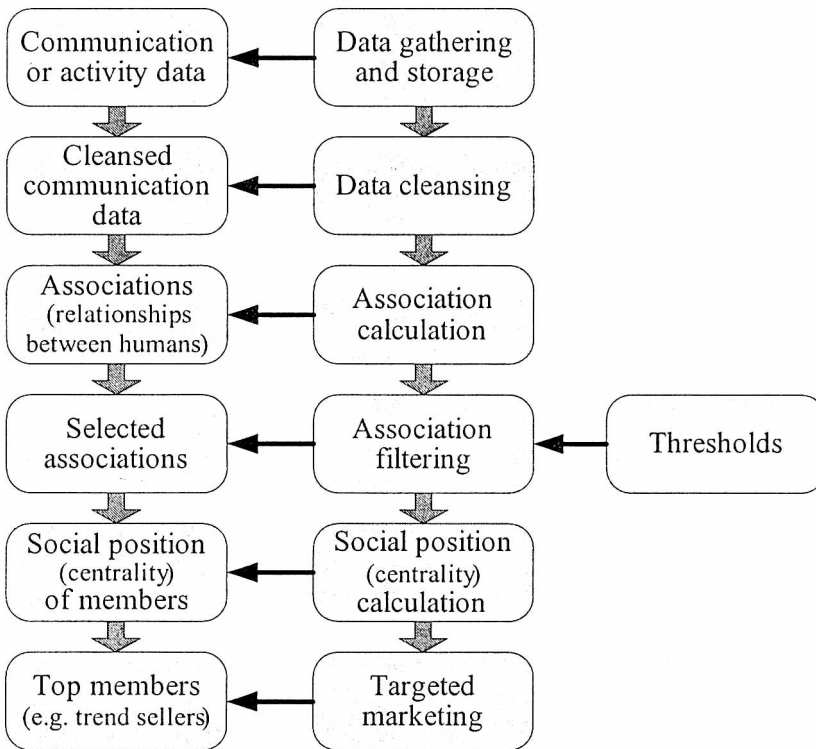 Communication
or activity data
Data gathering
and storage
Cleansed
communication
data
Data cleansing
Associations
(relationships
between humans)
Association
calculation
Selected
associations
Association
filtering
Thresholds
Social position
(centrality)
of members
Social position
(centrality)
calculation
Top members
(e.g. trend sellers)
Targeted
marketing